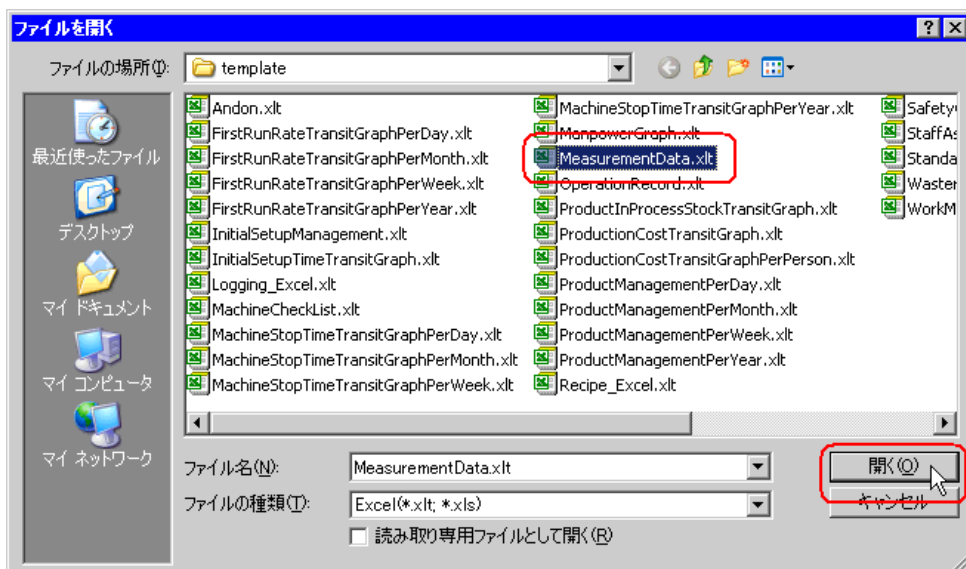 ファイルを開く
ファイルの場所(I):
template
最近使ったファイル
デスクトップ
マイ ドキュメント
マイ コンピュータ
マイ ネットワーク
Andon.xlt
FirstRunRateTransitGraphPerDay.xlt
FirstRunRateTransitGraphPerMonth.xlt
FirstRunRateTransitGraphPerWeek.xlt
FirstRunRateTransitGraphPerYear.xlt
InitialSetupManagement.xlt
InitialSetupTimeTransitGraph.xlt
Logging_Excel.xlt
MachineCheckList.xlt
MachineStopTimeTransitGraphPerDay.xlt
MachineStopTimeTransitGraphPerMonth.xlt
MachineStopTimeTransitGraphPerWeek.xlt
MachineStopTimeTransitGraphPerYear.xlt
ManpowerGraph.xlt
MeasurementData.xlt
OperationRecord.xlt
ProductInProcessStockTransitGraph.xlt
ProductionCostTransitGraph.xlt
ProductionCostTransitGraphPerPerson.xlt
ProductManagementPerDay.xlt
ProductManagementPerMonth.xlt
ProductManagementPerWeek.xlt
ProductManagementPerYear.xlt
Recipe_Excel.xlt
Safety
StaffAs
Standa
Waster
WorkM
ファイル名(N):
MeasurementData.xlt
開く(O)
ファイルの種類(T):
Excel(*.xlt; *.xls)
キャンセル
読み取り専用ファイルとして開く(R)